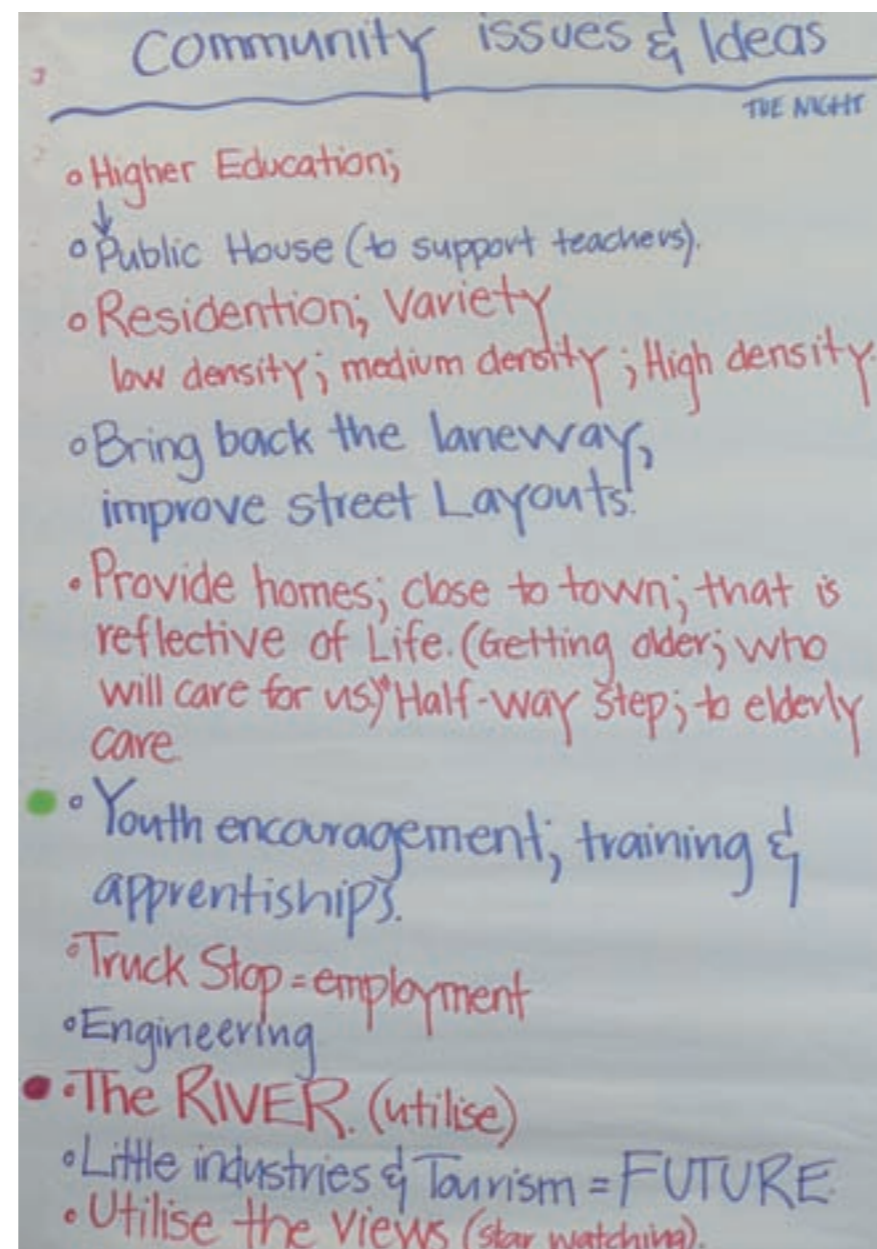 Community issues & Ideas
THE NIGHT
Higher Education;
Public House (to support teachers).
Residention; Variety
low density; medium density; High density
Bring back the laneway,
improve street Layouts!
Provide homes; close to town; that is
reflective of Life. (Getting older; who
will care for us)"Half-way Step; to elderly
care
Youth encouragement; training &
apprentiships.
Truck Stop = employment
Engineering
The RIVER. (utilise)
Little industries & Tourism = FUTURE
Utilise the views (star watching).